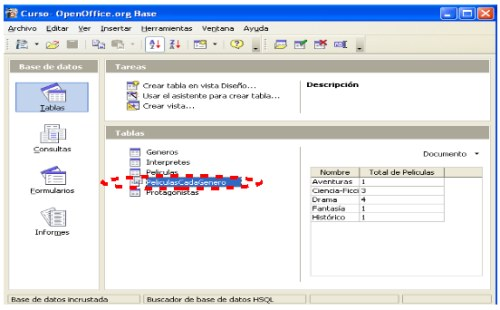 Curso- OpenOffice.org Base
Archivo Editar Ver Insertar Herramientas Ventana Ayuda
Base de datos
Tareas
Tablas
Consultas
Formularios
Informes
Crear tabla en vista Diseño...
Usar el asistente para crear tabla...
Crear vista...
Descripción
Tablas
Generos
Interpretes
Peliculas
PeliculasCadaGenero
Protagonistas
Documento
Nombre Total de Peliculas
Aventuras 1
Ciencia-Ficci 3
Drama 4
Fantasía 1
Histórico 1
Base de datos incrustada Buscador de base de datos HSQL